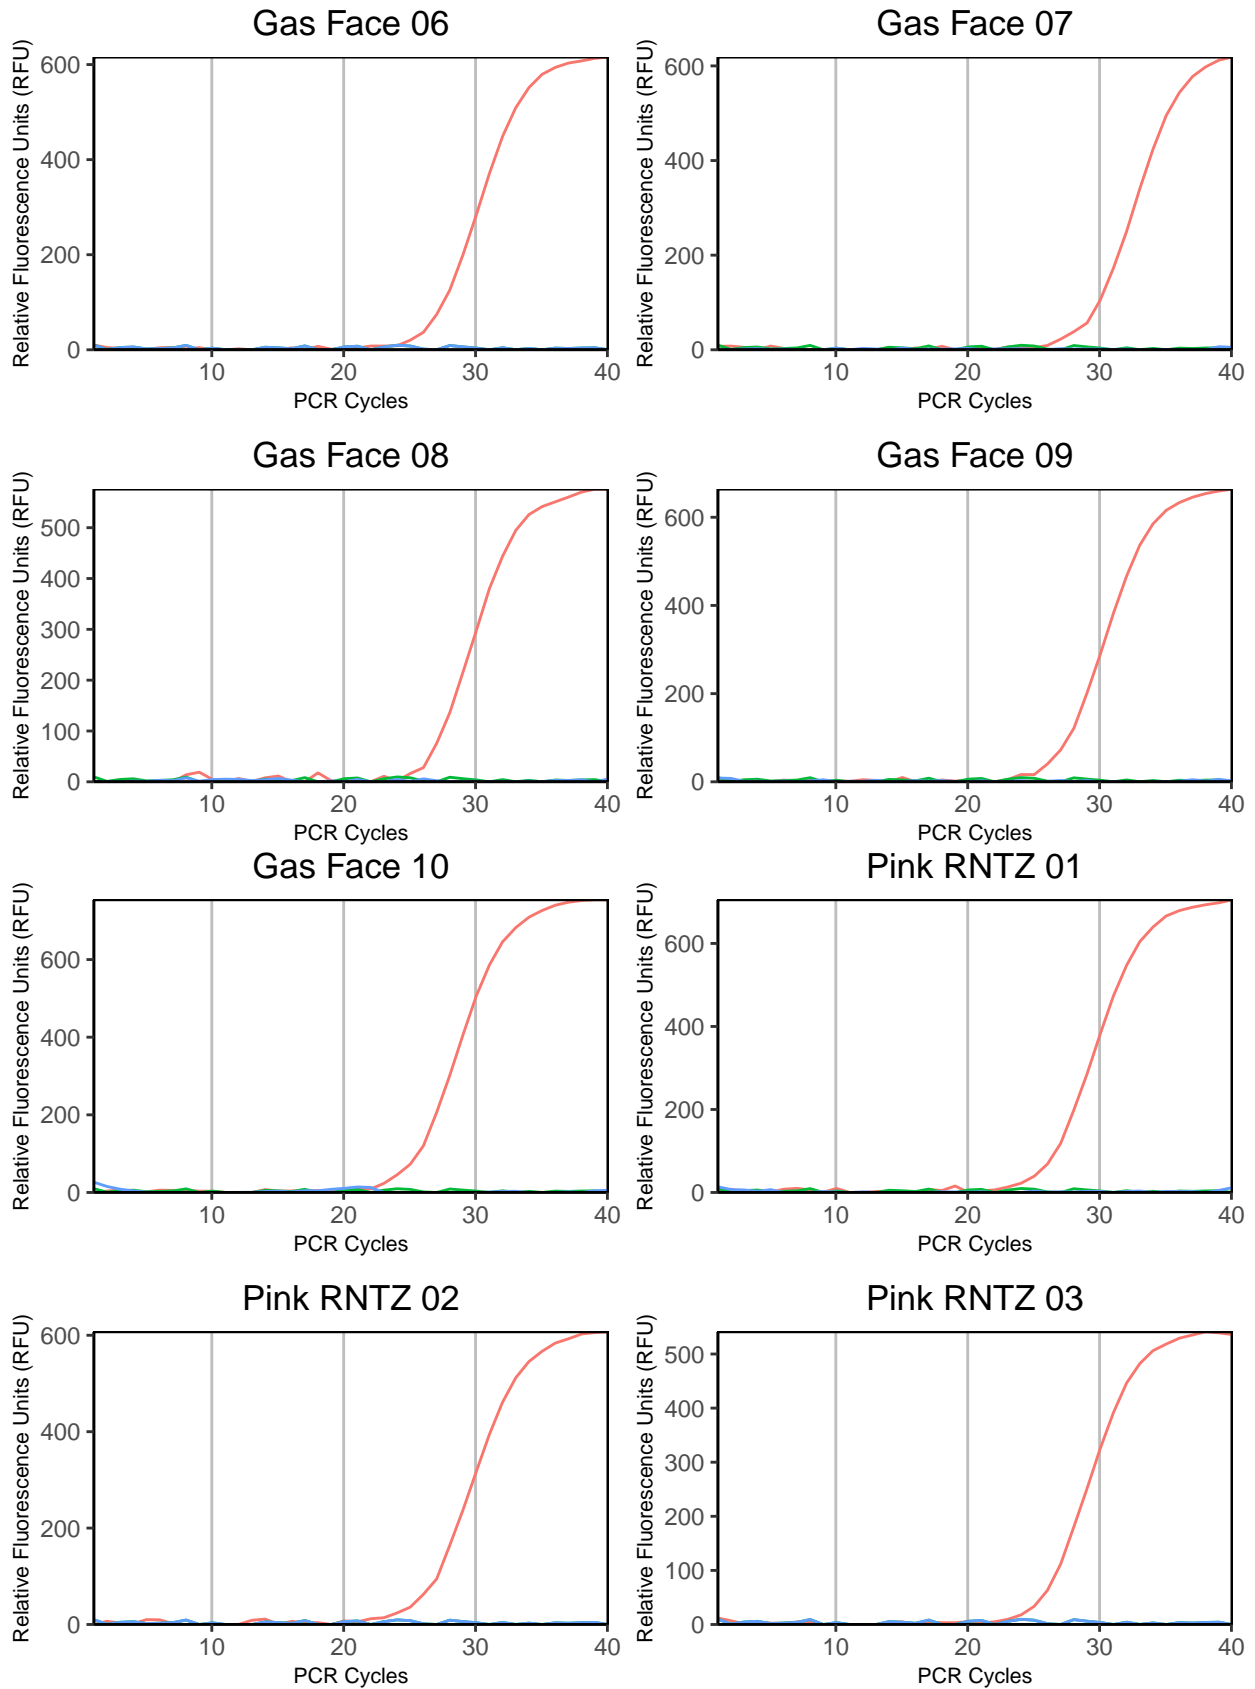 Gas Face 06
Relative Fluorescence Units (RFU)
600
400
200
0
10
20
30
40
PCR Cycles
Gas Face 07
Relative Fluorescence Units (RFU)
600
400
200
0
10
20
30
40
PCR Cycles
Gas Face 08
Relative Fluorescence Units (RFU)
500
400
300
200
100
0
10
20
30
40
PCR Cycles
Gas Face 09
Relative Fluorescence Units (RFU)
600
400
200
0
10
20
30
40
PCR Cycles
Gas Face 10
Relative Fluorescence Units (RFU)
600
400
200
0
10
20
30
40
PCR Cycles
Pink RNTZ 01
Relative Fluorescence Units (RFU)
600
400
200
0
10
20
30
40
PCR Cycles
Pink RNTZ 02
Relative Fluorescence Units (RFU)
600
400
200
0
10
20
30
40
PCR Cycles
Pink RNTZ 03
Relative Fluorescence Units (RFU)
500
400
300
200
100
0
10
20
30
40
PCR Cycles